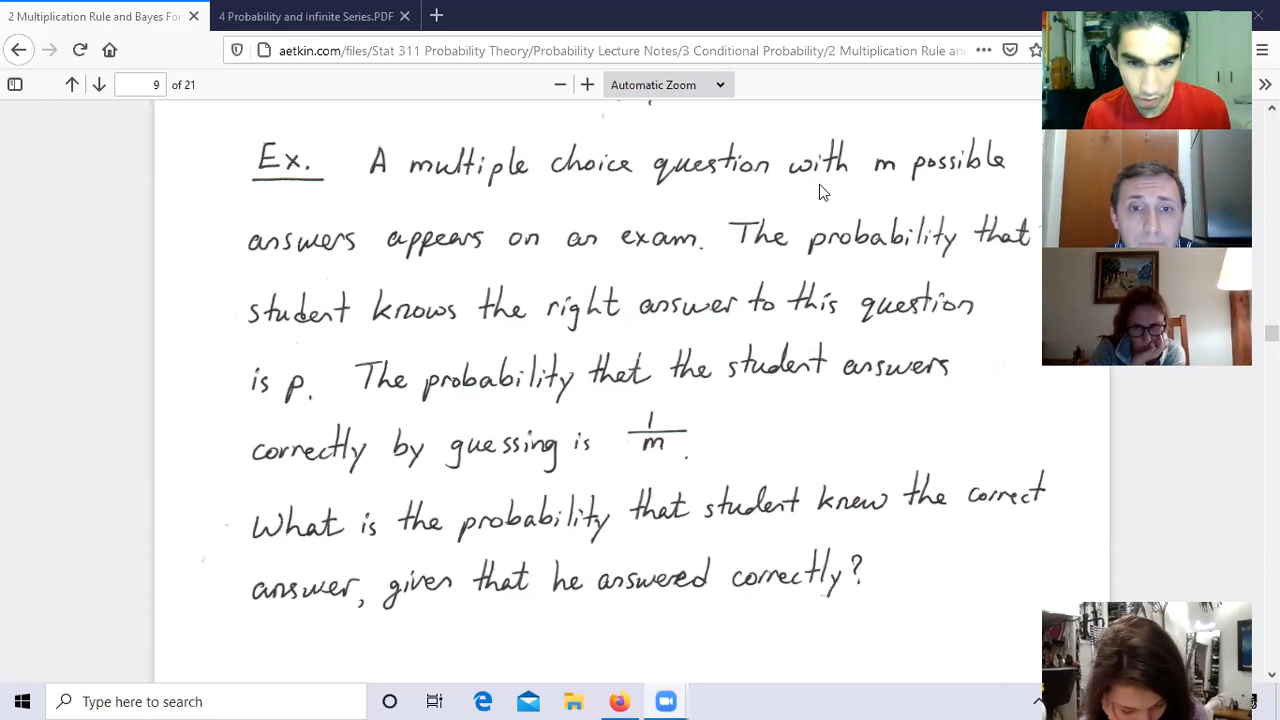 2 Multiplication Rule and Bayes For
4 Probability and infinite Series.PDF
aetkin.com/files/Stat 311 Probability Theory/Probability Lecture Notes/3 Conditional Probability/2 Multiplication Rule and
9 of 21
Automatic Zoom
Ex. A multiple choice question with m possible
answers appears on an exam. The probability that
student knows the right answer to this question
is p. The probability that the student answers
correctly by guessing is 1/m.
What is the probability that student knew the correct
answer, given that he answered correctly?
Type here to search